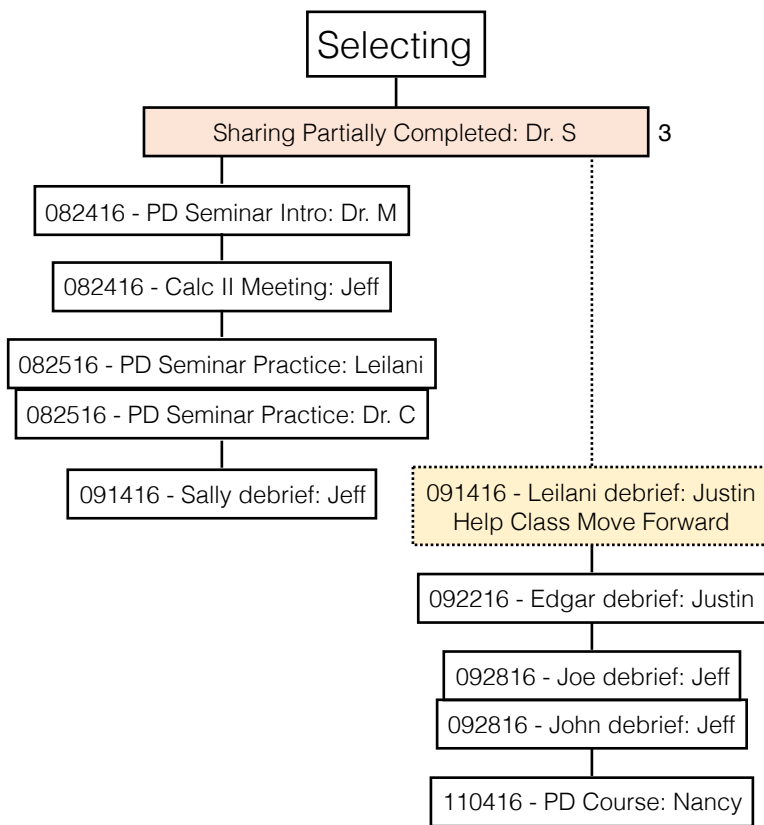 Selecting
Sharing Partially Completed: Dr. S
3
082416 - PD Seminar Intro: Dr. M
082416 - Calc II Meeting: Jeff
082516 - PD Seminar Practice: Leilani
082516 - PD Seminar Practice: Dr. C
091416 - Sally debrief: Jeff
091416 - Leilani debrief: Justin
Help Class Move Forward
092216 - Edgar debrief: Justin
092816 - Joe debrief: Jeff
092816 - John debrief: Jeff
110416 - PD Course: Nancy